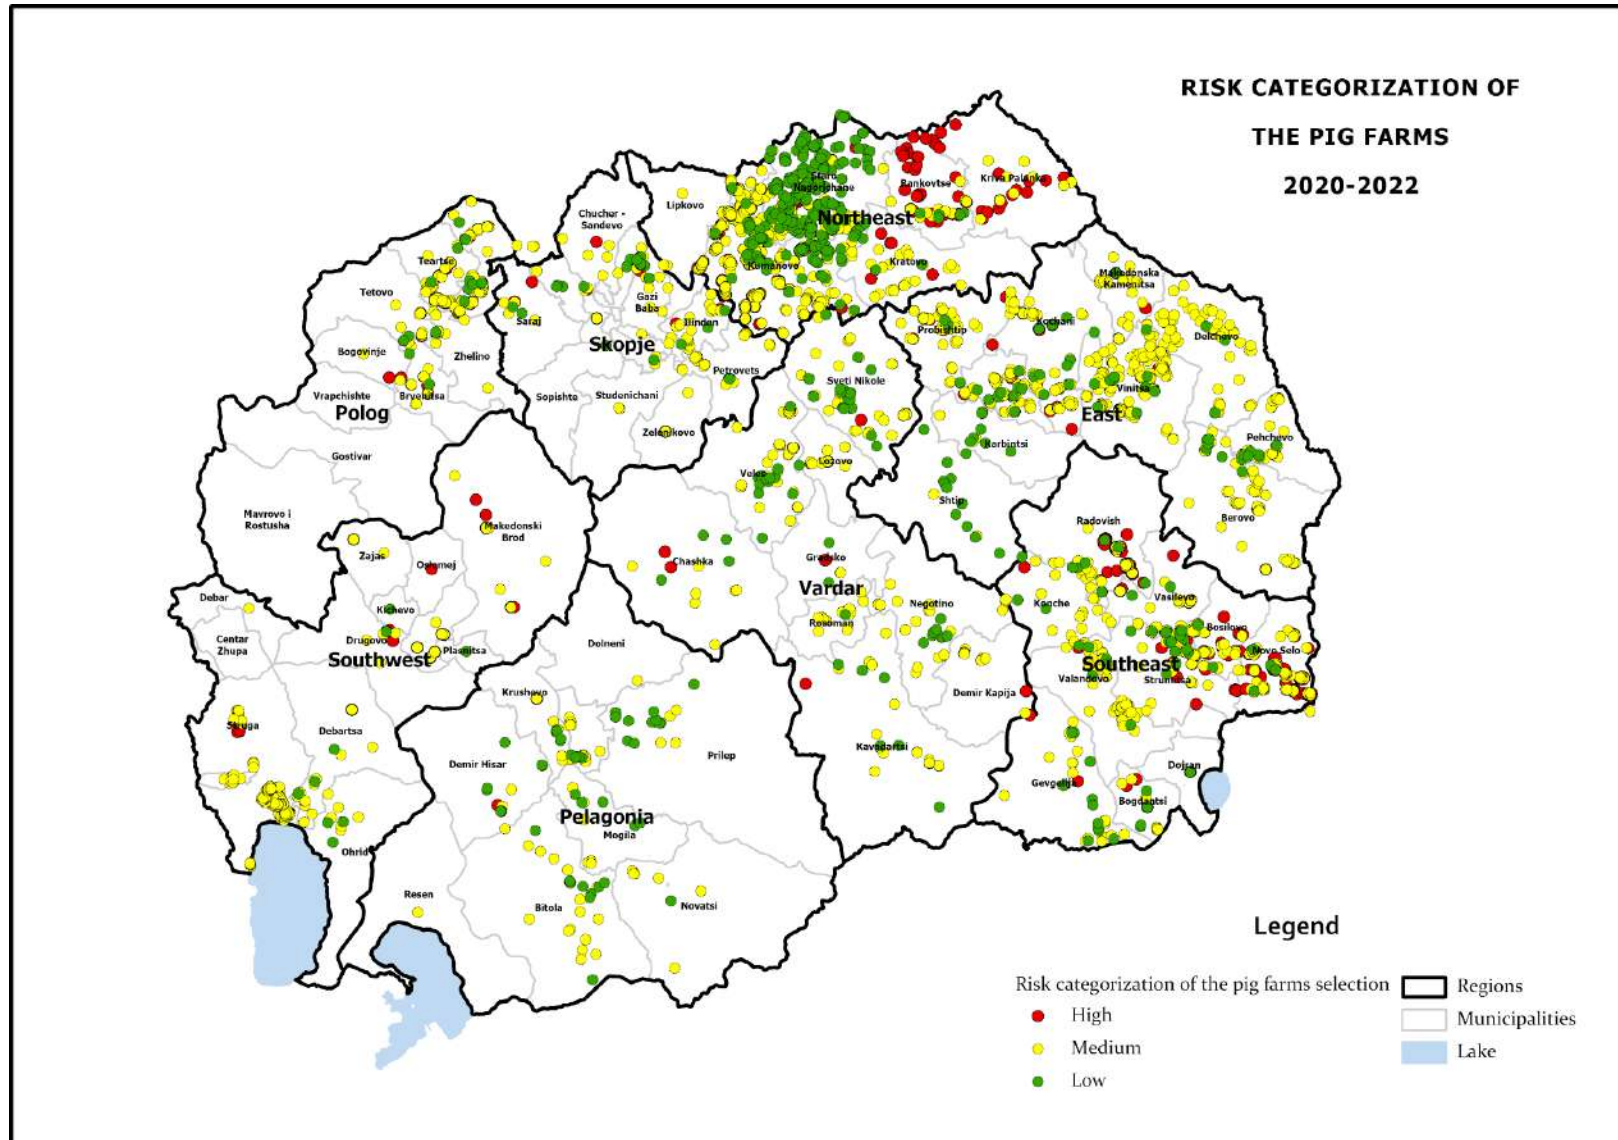 RISK CATEGORIZATION OF
THE PIG FARMS
2020-2022
Lipkovo
Chucher -
Sandevo
Staro
Nagorichane
Rankovtse
Kriva Palanka
Northeast
Kumanovo
Kratovo
Teartse
Tetovo
Gazi
Baba
Ilinden
Saraj
Skopje
Makedonska
Kamenitsa
Probishtip
Kochani
Delchevo
Bogovinje
Zhelino
Petrovets
Sveti Nikole
Vrapchishte
Brvenitsa
Polog
Sopishte
Studenichani
Vinitsa
East
Zelenikovo
Karbintsi
Pehchevo
Gostivar
Lozovo
Veles
Shtip
Berovo
Mavrovo i
Rostusha
Makedonski
Brod
Radovish
Zajas
Oslomej
Chashka
Gradsko
Vardar
Debar
Kichevo
Konche
Vasilevo
Negotino
Rosoman
Bosilovo
Centar
Zhupa
Drugovo
Plasnitsa
Dolneni
Novo Selo
Southwest
Southeast
Valandovo
Strumitsa
Krushevo
Demir Kapija
Struga
Debartsa
Prilep
Kavadartsi
Demir Hisar
Dojran
Gevgelija
Bogdantsi
Pelagonia
Mogila
Ohrid
Resen
Bitola
Novatsi
Legend
Risk categorization of the pig farms selection
High
Medium
Low
Regions
Municipalities
Lake